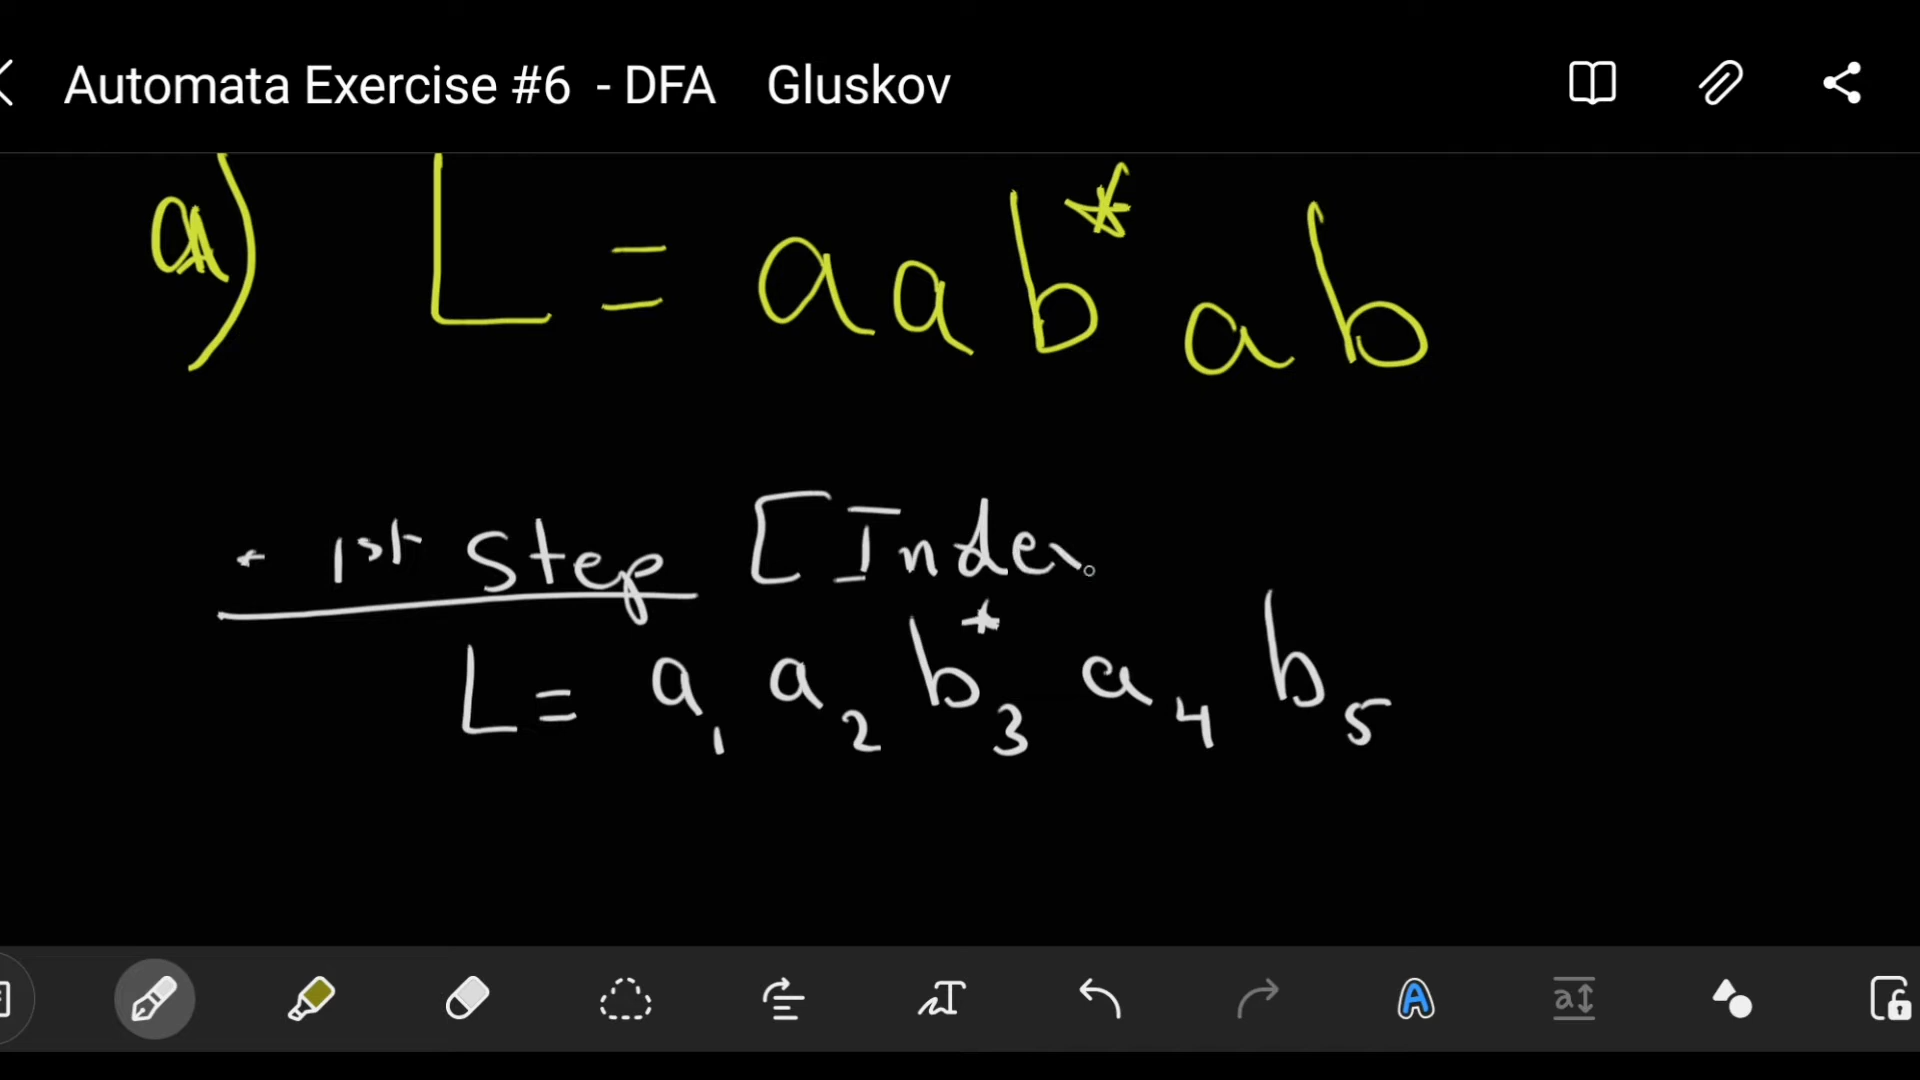 Automata Exercise #6 - DFA Gluskov
a) L = aab* ab
- 1st Step [Index
L = a1 a2 b3* a4 b5